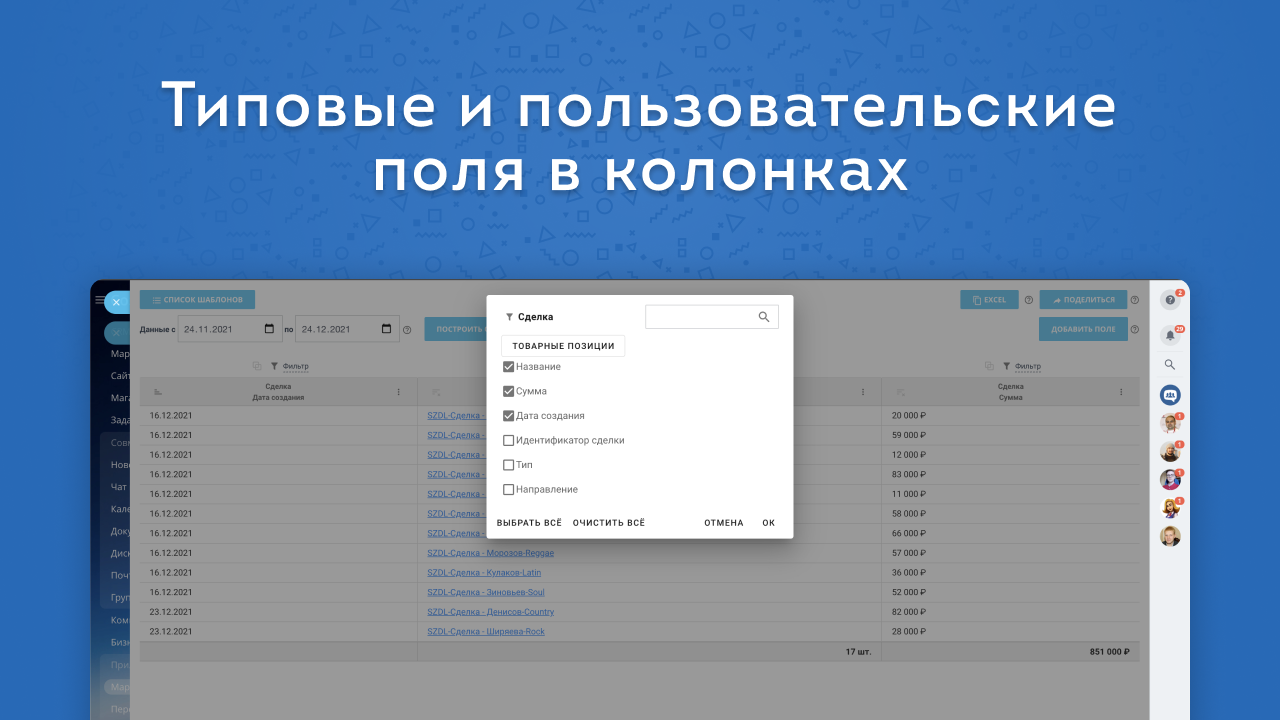 Типовые и пользовательские
поля в колонках
СПИСОК ШАБЛОНОВ
EXCEL
ПОДЕЛИТЬСЯ
2
Данные с
24.11.2021
по
24.12.2021
ПОСТРОИТЬ
ДОБАВИТЬ ПОЛЕ
29
Сделка
ТОВАРНЫЕ ПОЗИЦИИ
Название
Сумма
Дата создания
Идентификатор сделки
Тип
Направление
ВЫБРАТЬ ВСЁ
ОЧИСТИТЬ ВСЁ
ОТМЕНА
ОК
Фильтр
Фильтр
Сделка
Дата создания
Сделка
Сумма
16.12.2021 SZDL-Сделка - 20 000 ₽
16.12.2021 SZDL-Сделка - 59 000 ₽
16.12.2021 SZDL-Сделка - 12 000 ₽
16.12.2021 SZDL-Сделка - 83 000 ₽
16.12.2021 SZDL-Сделка - 11 000 ₽
16.12.2021 SZDL-Сделка - 58 000 ₽
16.12.2021 SZDL-Сделка - 66 000 ₽
16.12.2021 SZDL-Сделка - Морозов-Reggae 57 000 ₽
16.12.2021 SZDL-Сделка - Кулаков-Latin 36 000 ₽
16.12.2021 SZDL-Сделка - Зиновьев-Soul 52 000 ₽
23.12.2021 SZDL-Сделка - Денисов-Country 82 000 ₽
23.12.2021 SZDL-Сделка - Ширяева-Rock 28 000 ₽
17 шт. 851 000 ₽
Мар
Сайт
Мага
Зада
Совм
Ново
Чат
Кале
Доку
Диск
Почт
Груп
Ком
Бизн
При
Мар
Пер
1
1
1
1